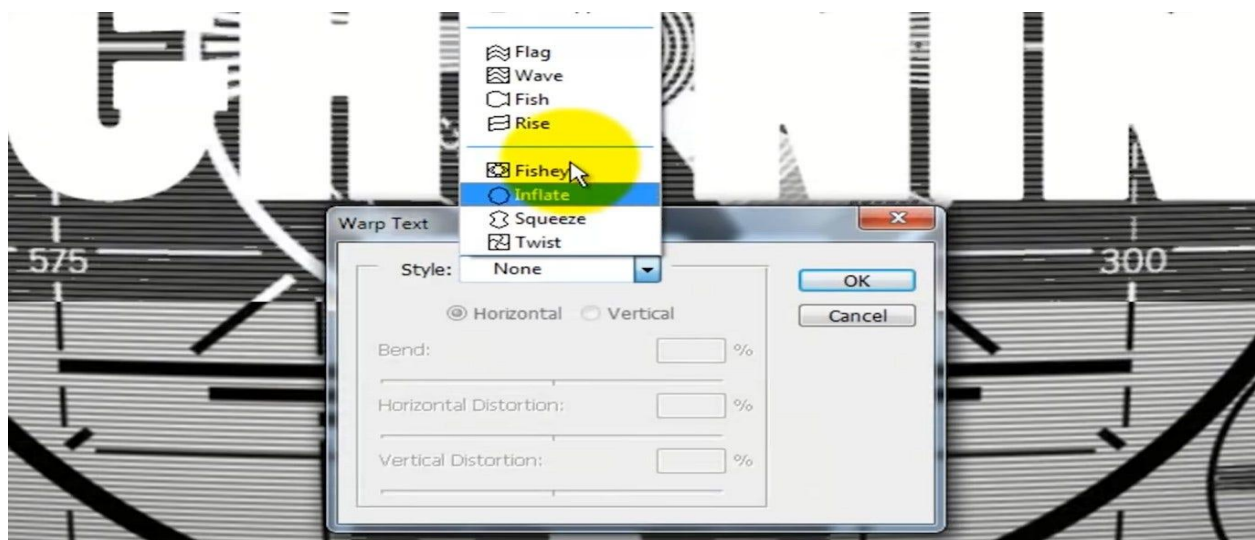 Flag
Wave
Fish
Rise
Fishey
Inflate
Squeeze
Twist
Warp Text
Style: None
575
300
OK
Horizontal Vertical
Cancel
Bend: %
Horizontal Distortion: %
Vertical Distortion: %